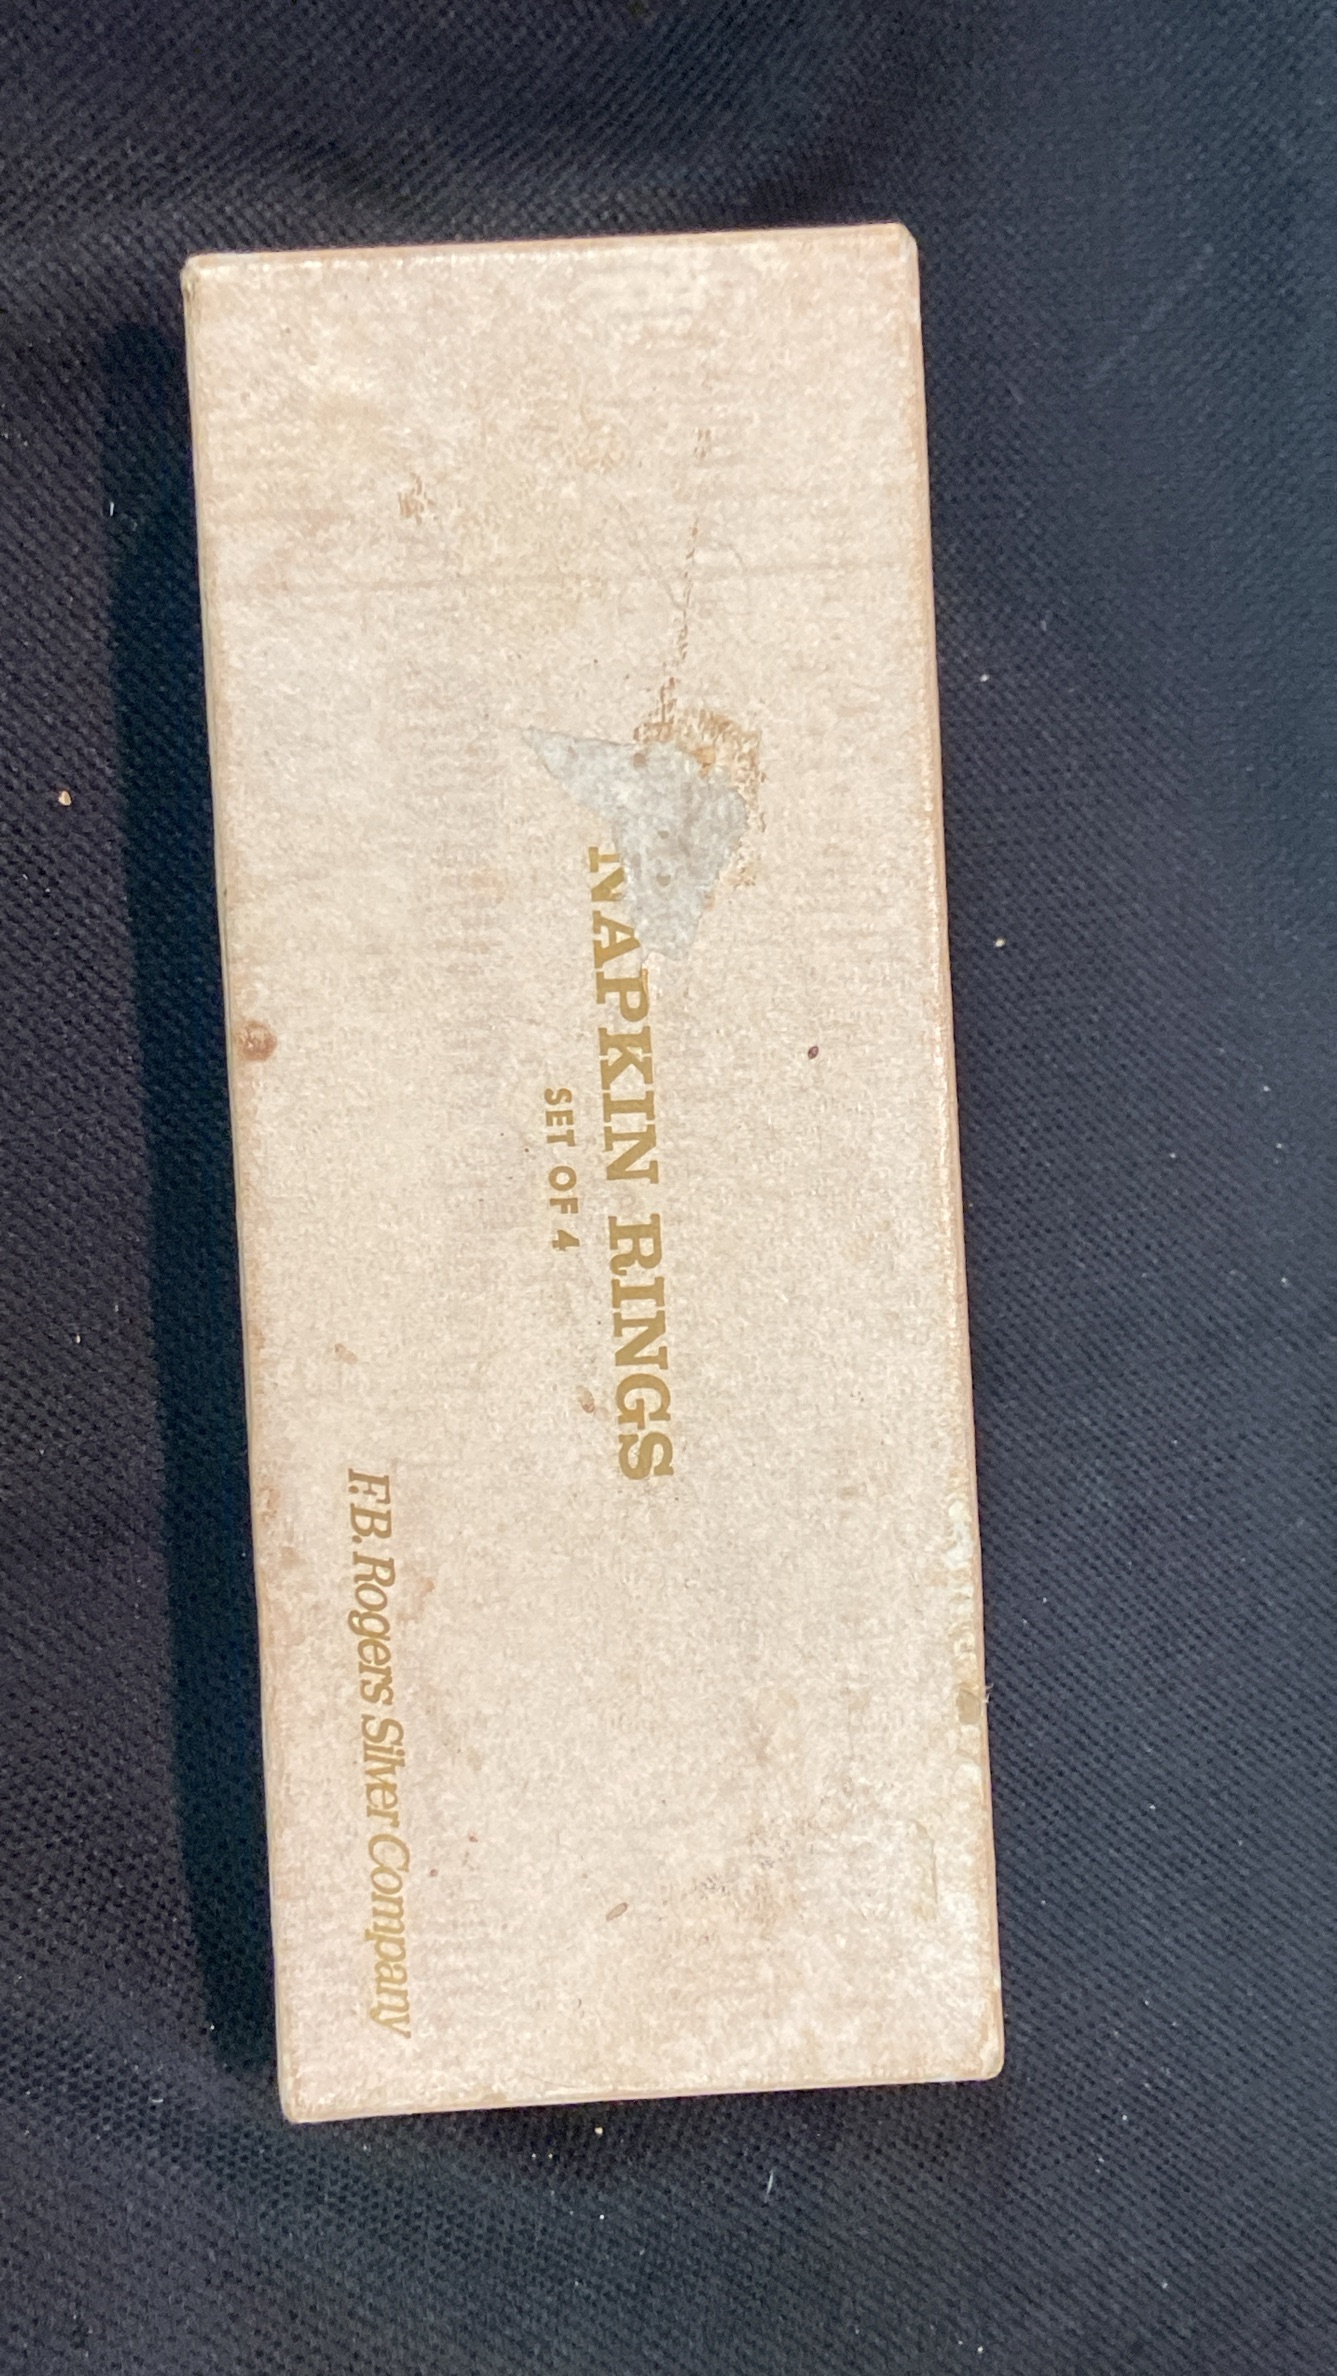 NAPKIN RINGS
SET OF 4
F.B. Rogers Silver Company